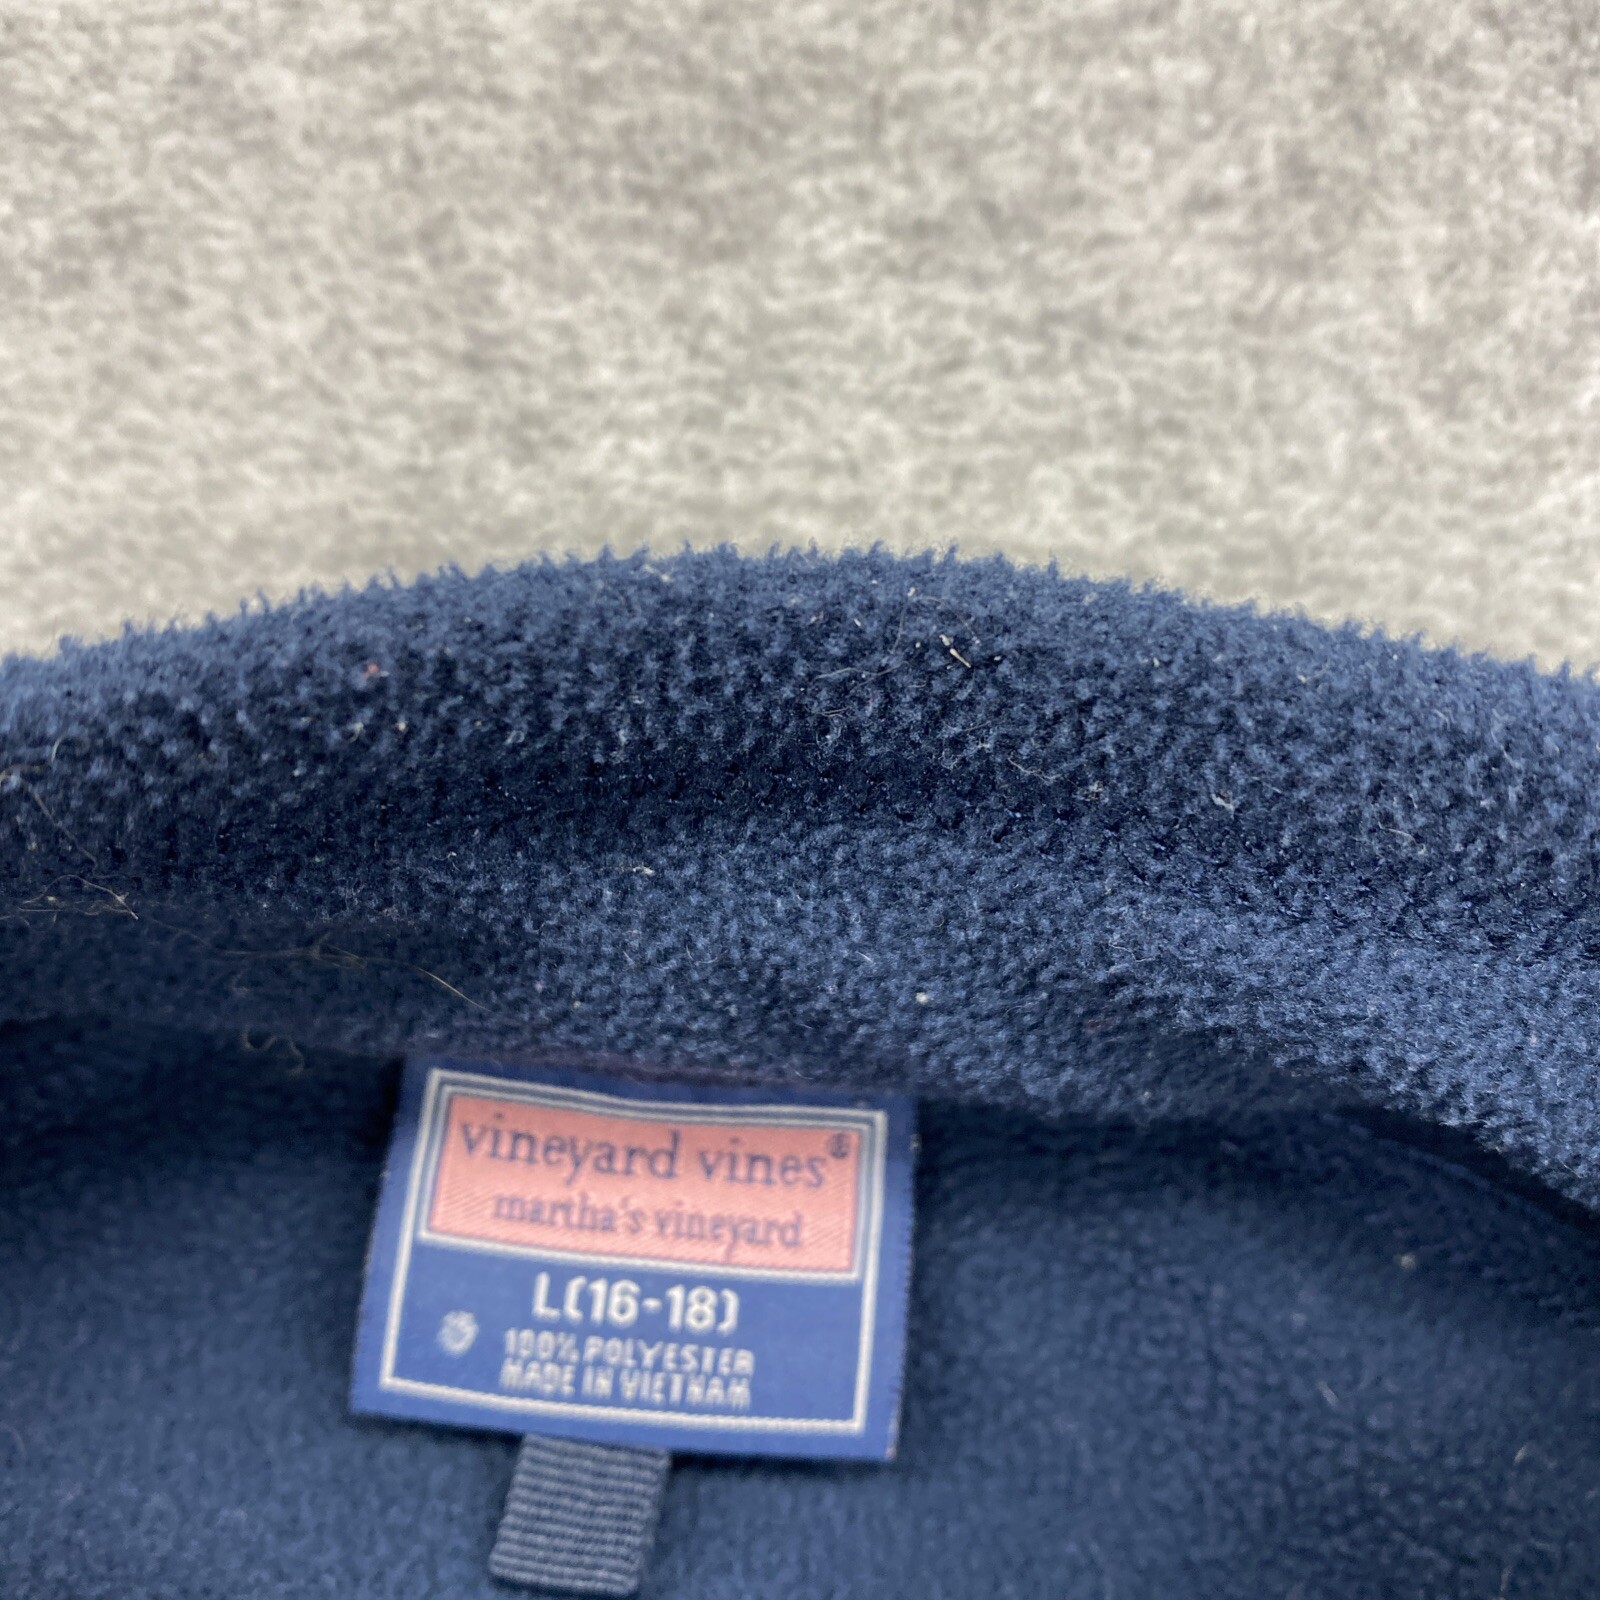 vineyard vines®
martha's vineyard
L(16-18)
100% POLYESTER
MADE IN VIETNAM